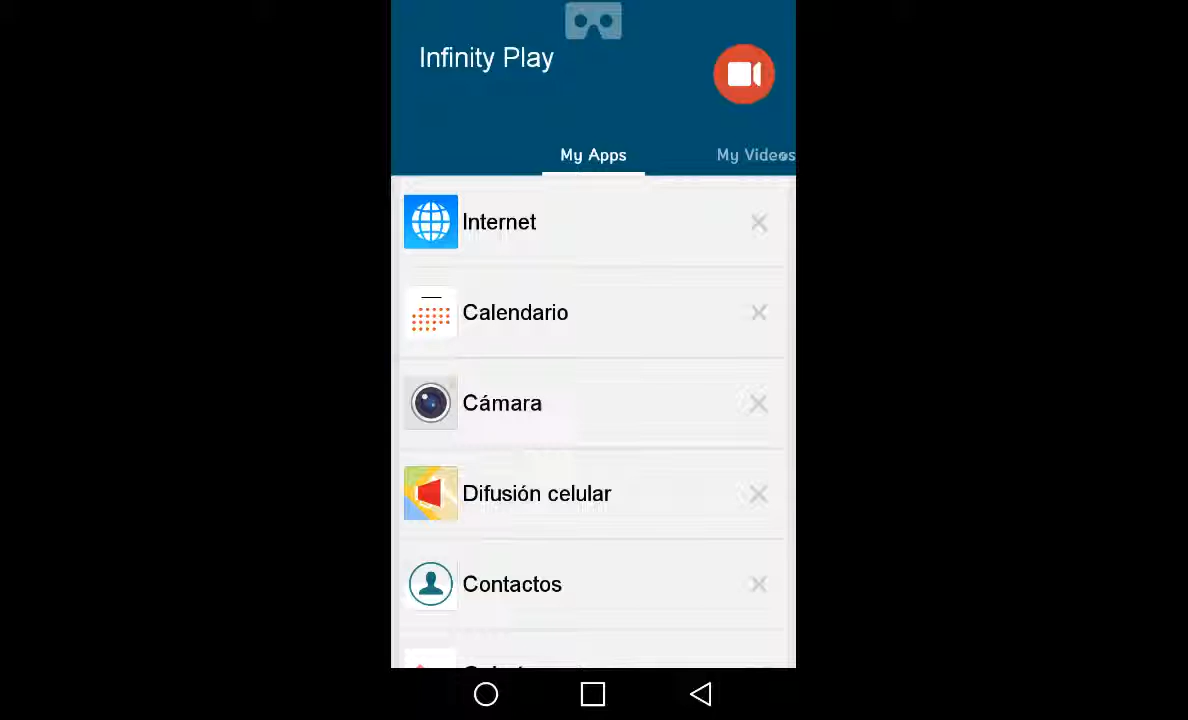 Infinity Play
My Apps My Videos
Internet
Calendario
Cámara
Difusión celular
Contactos